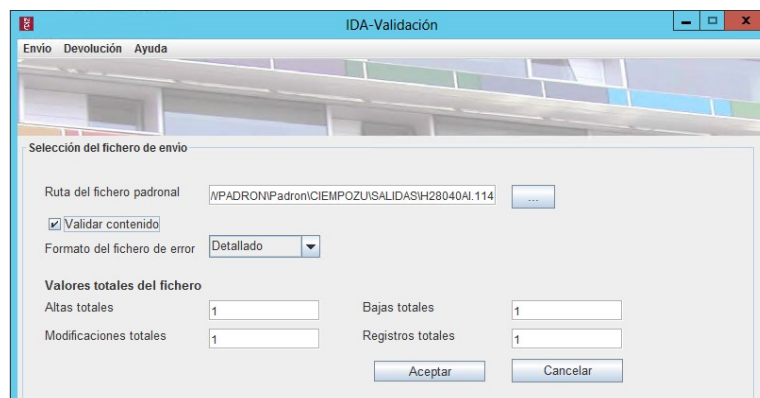 IDA-Validación
Envío Devolución Ayuda
Selección del fichero de envío
Ruta del fichero padronal
\PADRON\Padron\CIEMPOZU\SALIDAS\H28040AI.114
...
Validar contenido
Formato del fichero de error
Detallado
Valores totales del fichero
Altas totales
1
Bajas totales
1
Modificaciones totales
1
Registros totales
1
Aceptar
Cancelar